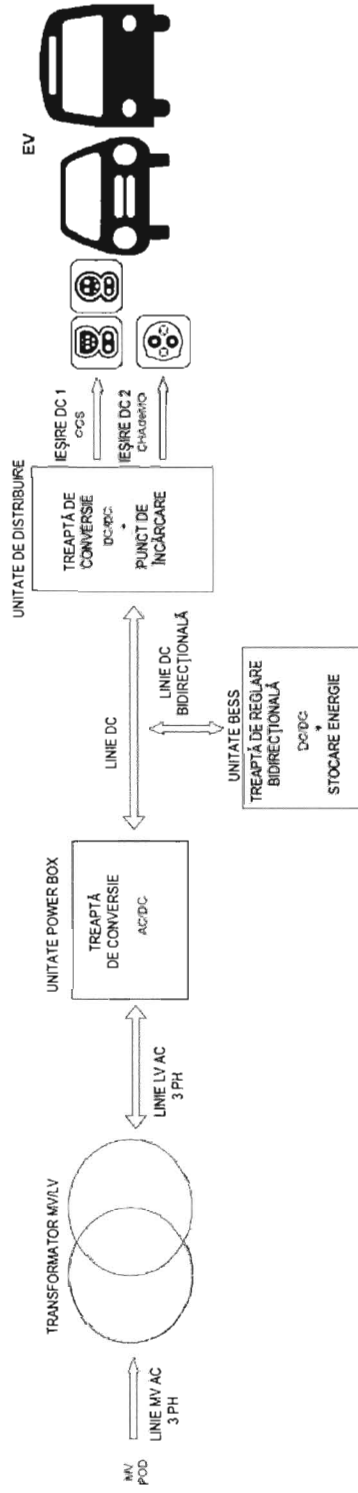 MV
POD
LINIE MV AC
3 PH
TRANSFORMATOR MV/LV
LINIE LV AC
3 PH
UNITATE POWER BOX
TREAPTĂ
DE CONVERSIE
AC/DC
LINIE DC
LINIE DC
BIDIRECȚIONALĂ
UNITATE BESS
TREAPTĂ DE REGLARE
BIDIRECȚIONALĂ
DC/DC
+
STOCARE ENERGIE
UNITATE DE DISTRIBUIRE
TREAPTĂ DE
CONVERSIE
DC/DC
+
PUNCT DE
ÎNCĂRCARE
IEȘIRE DC 1
CCS
IEȘIRE DC 2
CHAdeMO
EV